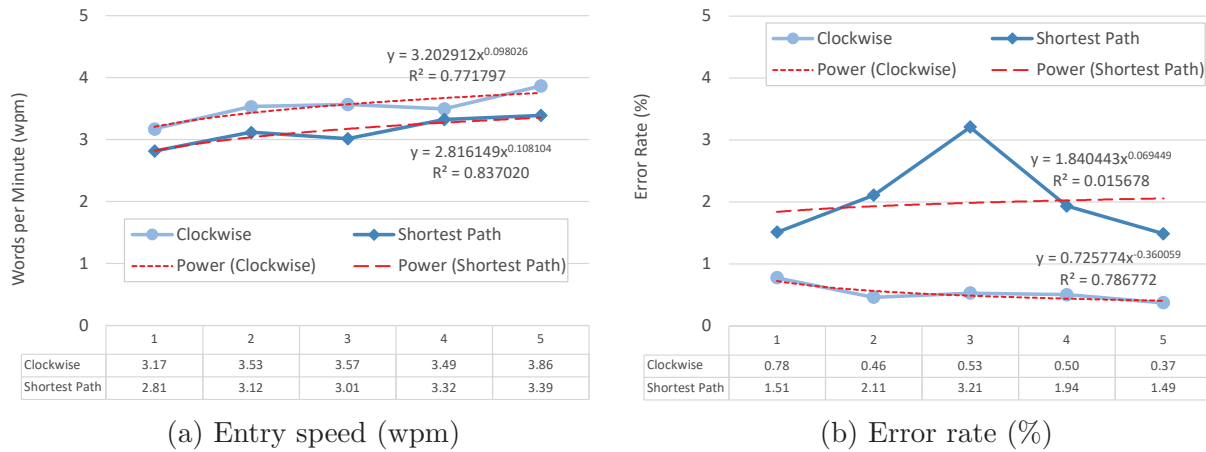 5
4
3
2
1
0
Words per Minute (wpm)
y = 3.202912x^0.098026
R² = 0.771797
y = 2.816149x^0.108104
R² = 0.837020
Clockwise Shortest Path
Power (Clockwise) Power (Shortest Path)
1 2 3 4 5
Clockwise 3.17 3.53 3.57 3.49 3.86
Shortest Path 2.81 3.12 3.01 3.32 3.39
(a) Entry speed (wpm)
5
4
3
2
1
0
Error Rate (%)
Clockwise Shortest Path
Power (Clockwise) Power (Shortest Path)
y = 1.840443x^0.069449
R² = 0.015678
y = 0.725774x^-0.360059
R² = 0.786772
1 2 3 4 5
Clockwise 0.78 0.46 0.53 0.50 0.37
Shortest Path 1.51 2.11 3.21 1.94 1.49
(b) Error rate (%)